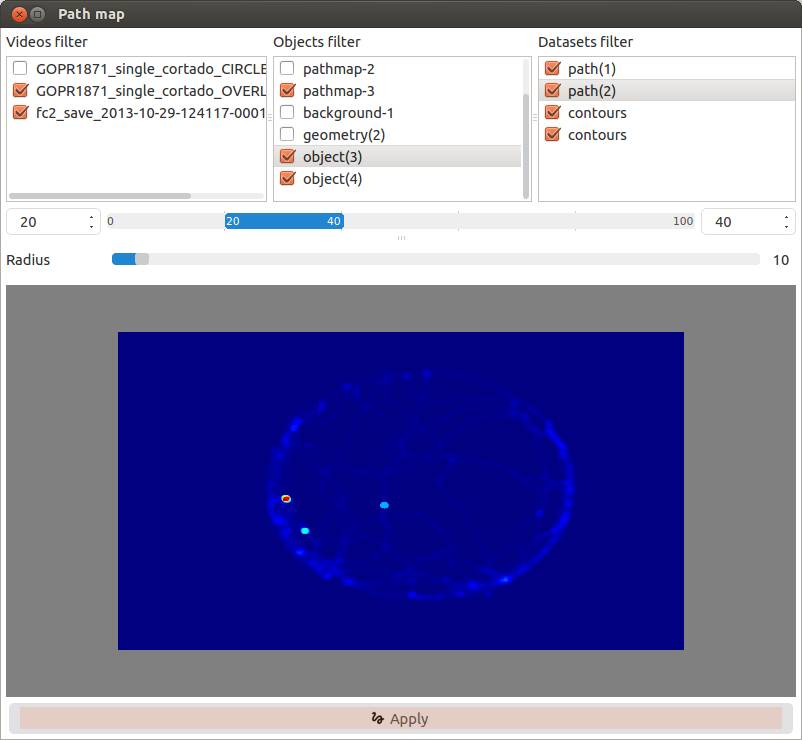 Path map
Videos filter
Objects filter
Datasets filter
GOPR1871_single_cortado_CIRCLE
GOPR1871_single_cortado_OVERL
fc2_save_2013-10-29-124117-0001
pathmap-2
pathmap-3
background-1
geometry(2)
object(3)
object(4)
path(1)
path(2)
contours
contours
20 0 20 40 100 40
Radius 10
Apply